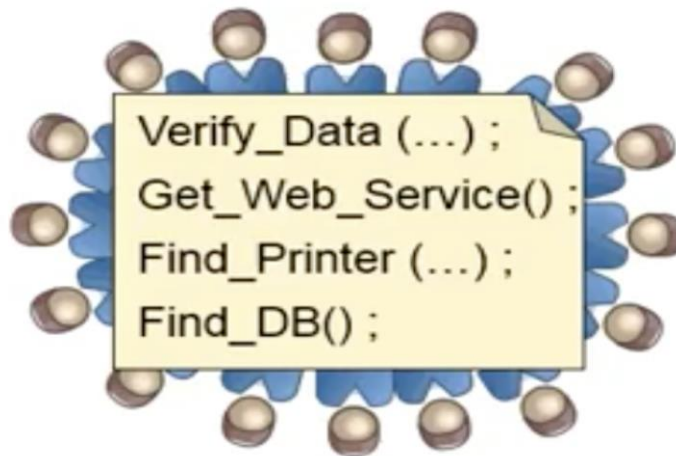 Verify_Data (...) ;
Get_Web_Service() ;
Find_Printer (...) ;
Find_DB() ;